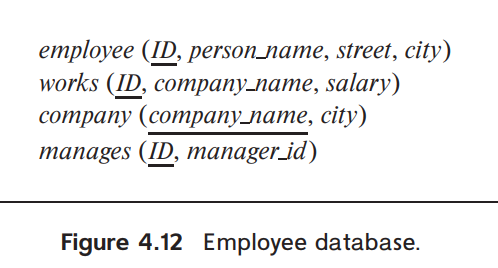 employee (ID, person_name, street, city)
works (ID, company_name, salary)
company (company_name, city)
manages (ID, manager_id)
Figure 4.12 Employee database.